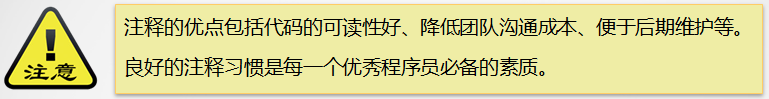 注释的优点包括代码的可读性好、降低团队沟通成本、便于后期维护等。
良好的注释习惯是每一个优秀程序员必备的素质。
注意